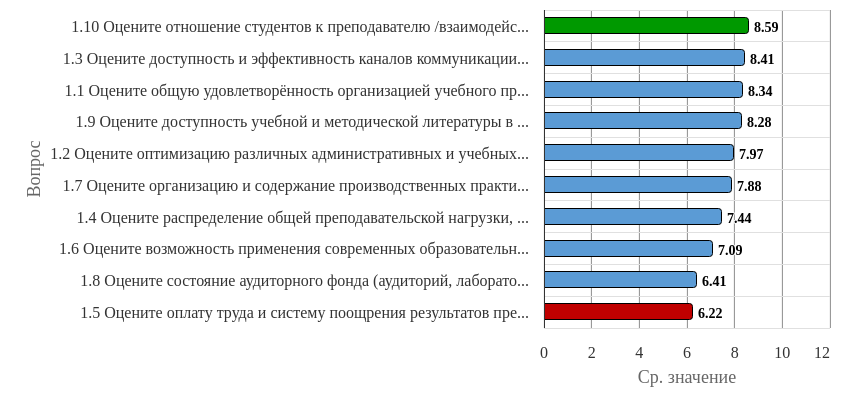 1.10 Оцените отношение студентов к преподавателю /взаимодейс... 8.59
1.3 Оцените доступность и эффективность каналов коммуникации... 8.41
1.1 Оцените общую удовлетворённость организацией учебного пр... 8.34
1.9 Оцените доступность учебной и методической литературы в ... 8.28
1.2 Оцените оптимизацию различных административных и учебных... 7.97
1.7 Оцените организацию и содержание производственных практи... 7.88
1.4 Оцените распределение общей преподавательской нагрузки, ... 7.44
1.6 Оцените возможность применения современных образовательн... 7.09
1.8 Оцените состояние аудиторного фонда (аудиторий, лаборато... 6.41
1.5 Оцените оплату труда и систему поощрения результатов пре... 6.22
Вопрос
0 2 4 6 8 10 12
Ср. значение